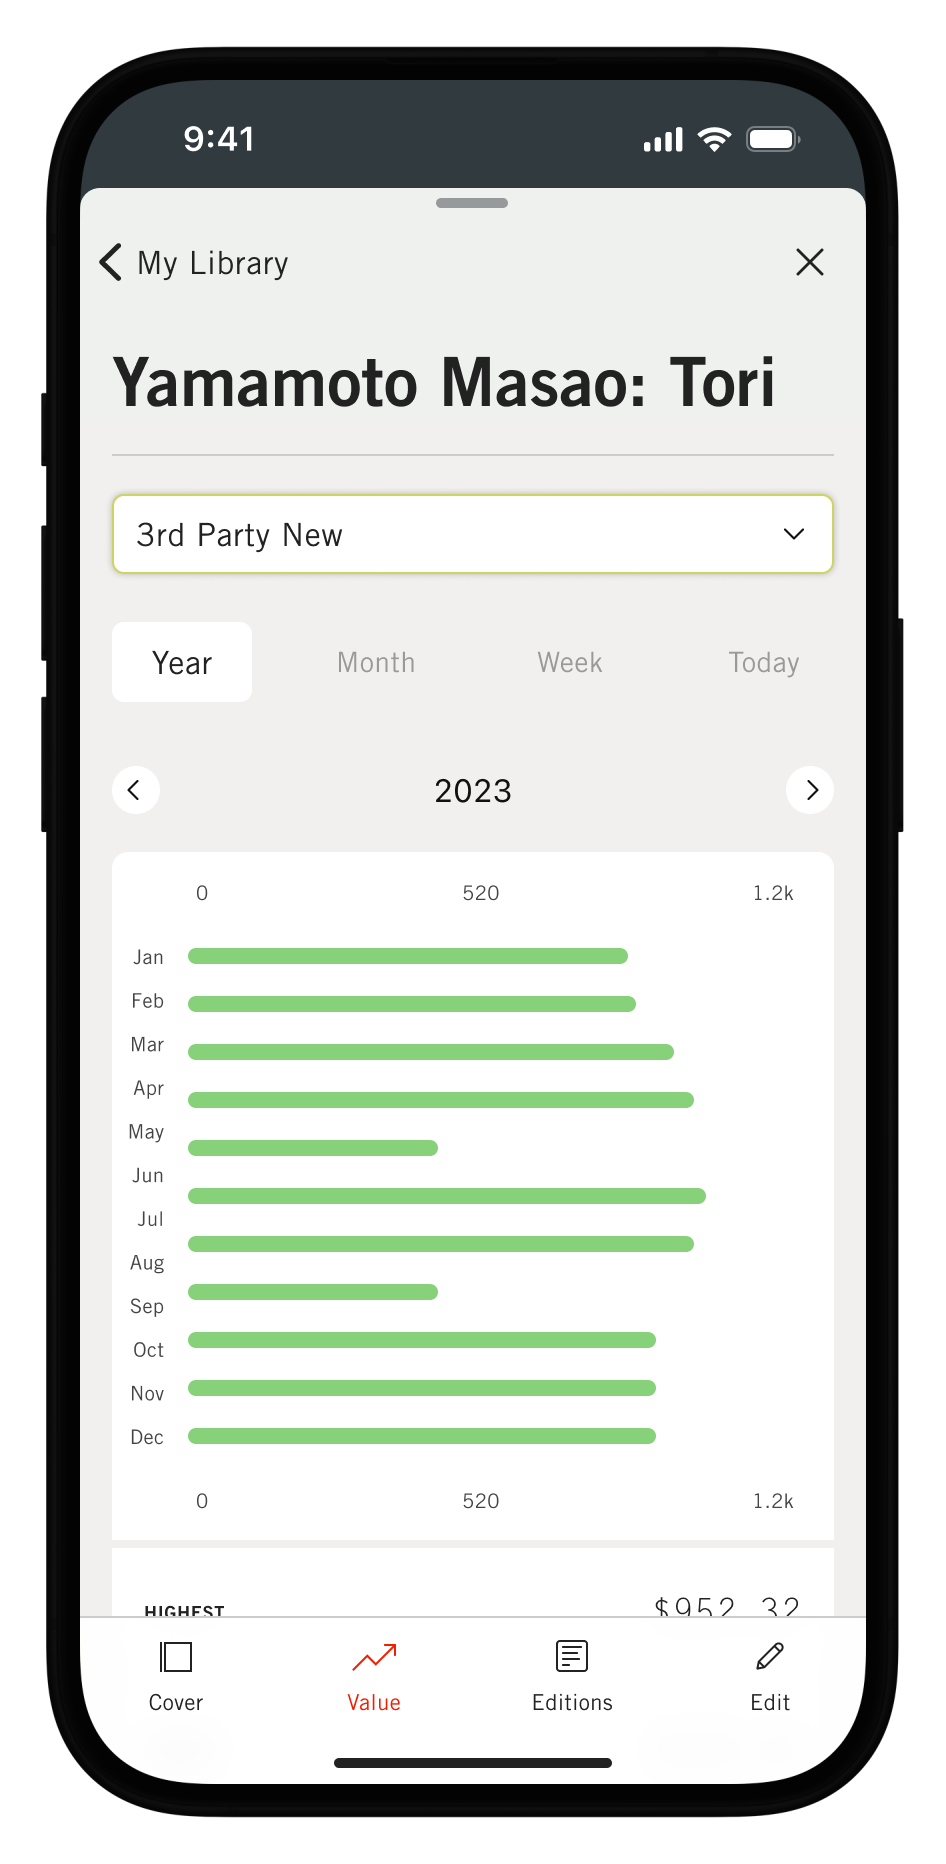 9:41
My Library
Yamamoto Masao: Tori
3rd Party New
Year Month Week Today
2023
0 520 1.2k
Jan
Feb
Mar
Apr
May
Jun
Jul
Aug
Sep
Oct
Nov
Dec
0 520 1.2k
HIGHEST $952.32
Cover Value Editions Edit